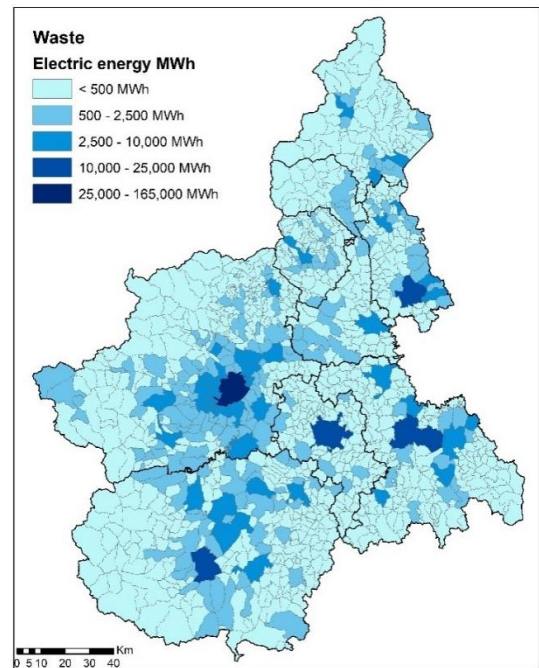 Waste
Electric energy MWh
< 500 MWh
500 - 2,500 MWh
2,500 - 10,000 MWh
10,000 - 25,000 MWh
25,000 - 165,000 MWh
Km
0 5 10 20 30 40